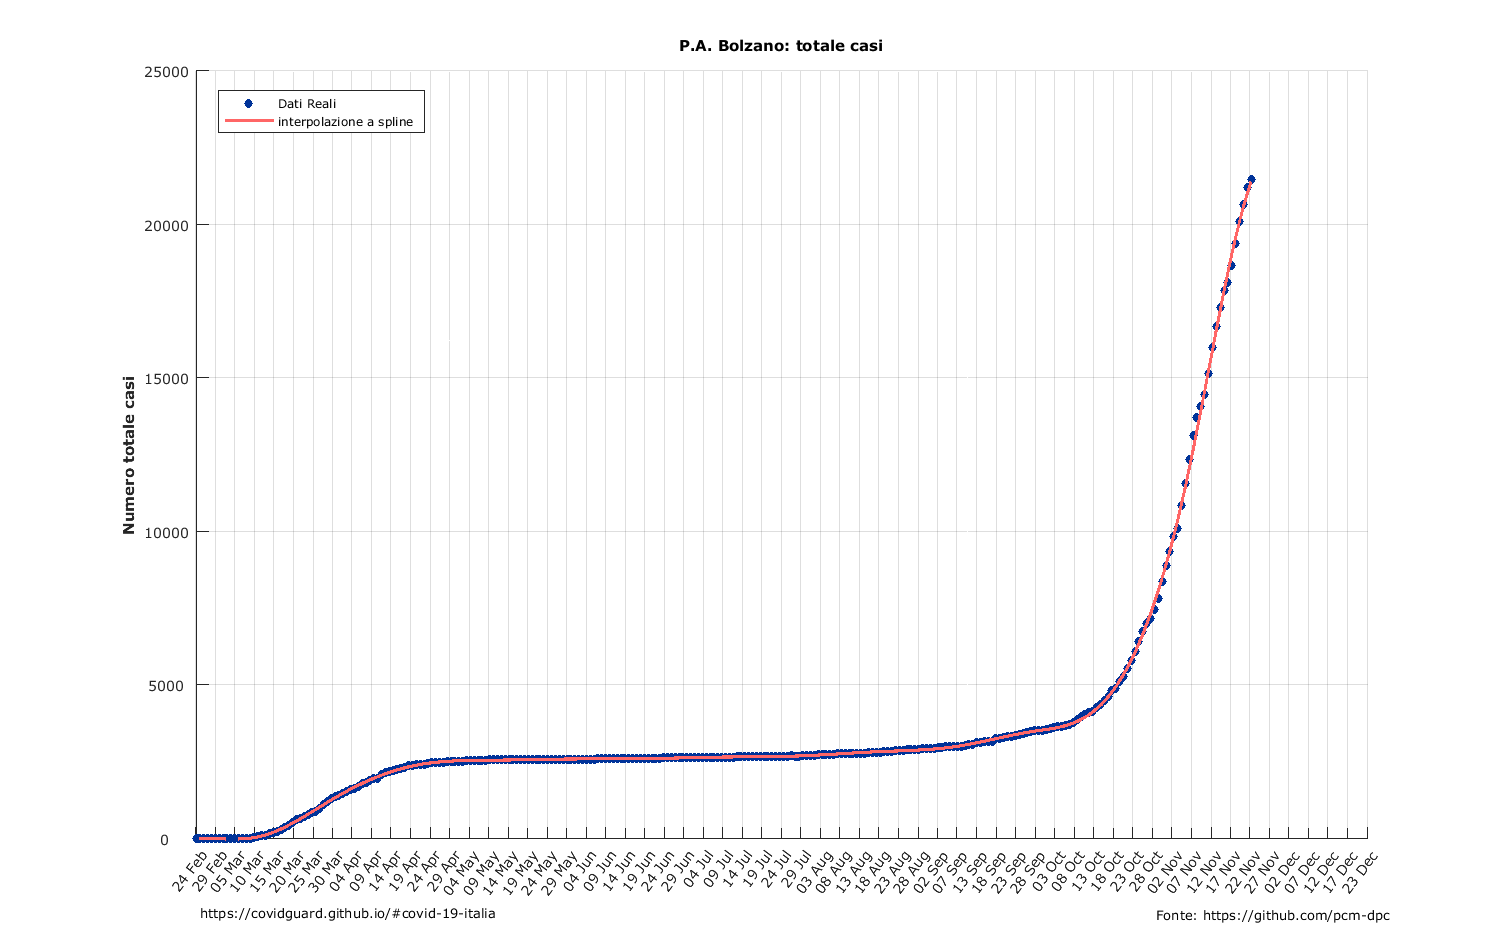 P.A. Bolzano: totale casi
25000
20000
15000
10000
5000
0
Numero totale casi
Dati Reali
interpolazione a spline
24 Feb
29 Feb
05 Mar
10 Mar
15 Mar
20 Mar
25 Mar
30 Mar
04 Apr
09 Apr
14 Apr
19 Apr
24 Apr
29 Apr
04 May
09 May
14 May
19 May
24 May
29 May
04 Jun
09 Jun
14 Jun
19 Jun
24 Jun
29 Jun
04 Jul
09 Jul
14 Jul
19 Jul
24 Jul
29 Jul
03 Aug
08 Aug
13 Aug
18 Aug
23 Aug
28 Aug
02 Sep
07 Sep
13 Sep
18 Sep
23 Sep
28 Sep
03 Oct
08 Oct
13 Oct
18 Oct
23 Oct
28 Oct
02 Nov
07 Nov
12 Nov
17 Nov
22 Nov
27 Nov
02 Dec
07 Dec
12 Dec
17 Dec
23 Dec
https://covidguard.github.io/#covid-19-italia
Fonte: https://github.com/pcm-dpc